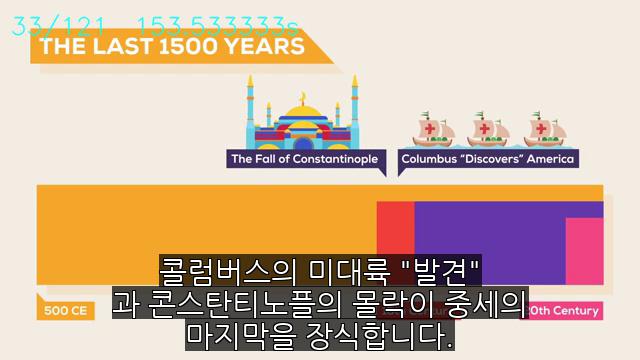 33/121 153.533333s
THE LAST 1500 YEARS
The Fall of Constantinople
Columbus "Discovers" America
콜럼버스의 미대륙 "발견"
과 콘스탄티노플의 몰락이 중세의
마지막을 장식합니다.
500 CE
20th Century